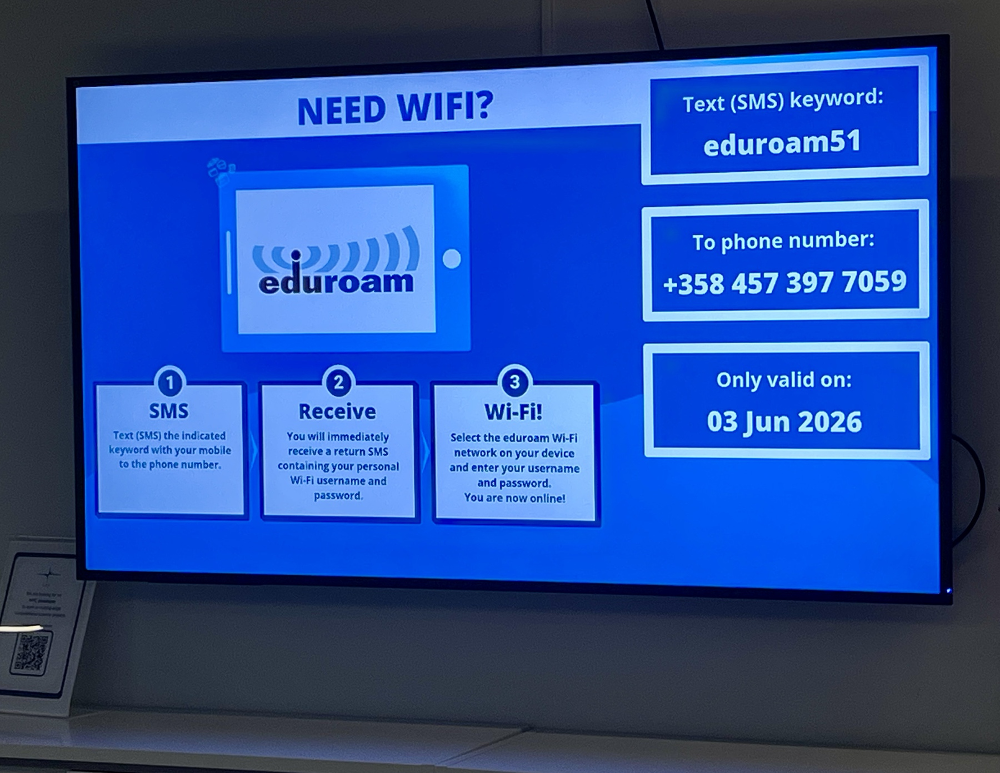 NEED WIFI?
eduroam
1
SMS
Text (SMS) the indicated
keyword with your mobile
to the phone number.
2
Receive
You will immediately
receive a return SMS
containing your personal
Wi-Fi username and
password.
3
Wi-Fi!
Select the eduroam Wi-Fi
network on your device
and enter your username
and password.
You are now online!
Text (SMS) keyword:
eduroam51
To phone number:
+358 457 397 7059
Only valid on:
03 Jun 2026